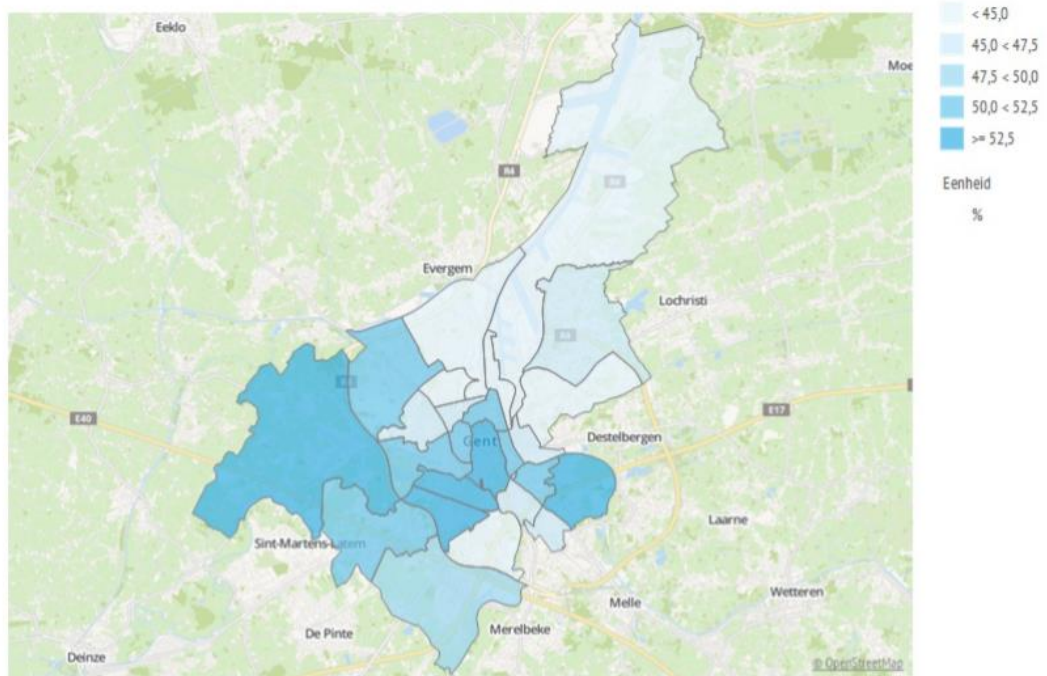 Eeklo
Moe
R4
R4
Evergem
Lochristi
R4
R4
E40
E17
Gent
Destelbergen
Laarne
Sint-Martens-Latem
Wetteren
Melle
De Pinte
Merelbeke
Deinze
© OpenStreetMap
< 45,0
45,0 < 47,5
47,5 < 50,0
50,0 < 52,5
>= 52,5
Eenheid
%